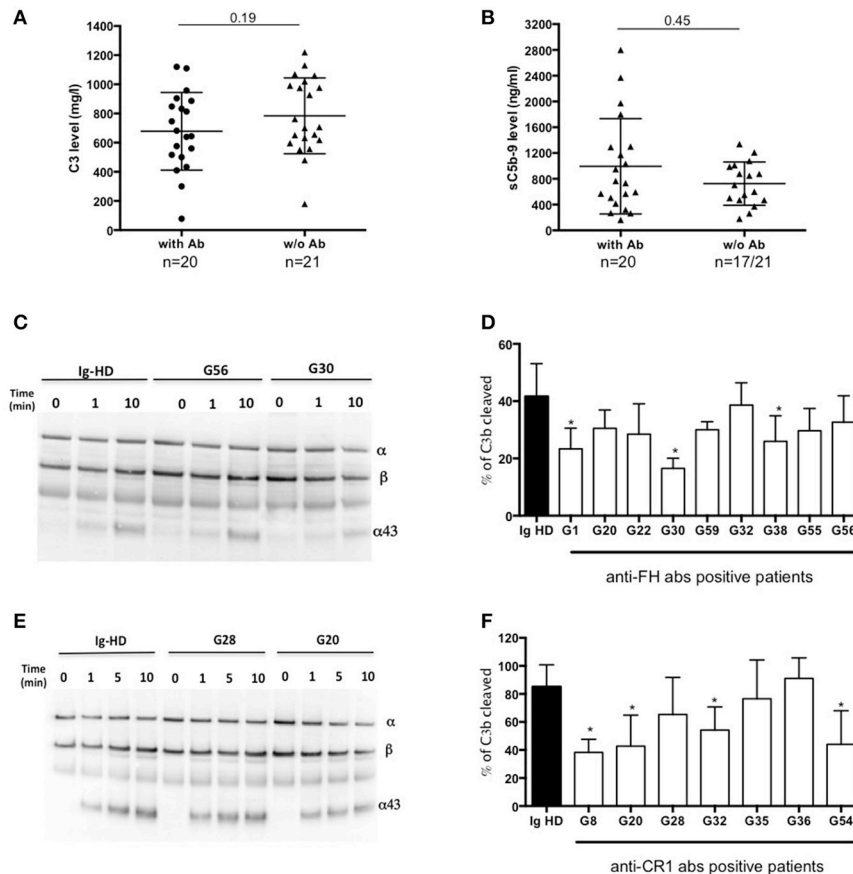 A
0.19
C3 level (mg/l)
1400
1200
1000
800
600
400
200
0
with Ab w/o Ab
n=20 n=21
B
0.45
sC5b-9 level (ng/ml)
3200
2800
2400
2000
1600
1200
800
400
0
with Ab w/o Ab
n=20 n=17/21
C
Ig-HD G56 G30
Time (min)
0 1 10 0 1 10 0 1 10
α
β
α43
D
% of C3b cleaved
60
40
20
0
* * *
Ig HD G1 G20 G22 G30 G59 G32 G38 G55 G56
anti-FH abs positive patients
E
Ig-HD G28 G20
Time (min)
0 1 5 10 0 1 5 10 0 1 5 10
α
β
α43
F
% of C3b cleaved
120
100
80
60
40
20
0
* * * *
Ig HD G8 G20 G28 G32 G35 G36 G54
anti-CR1 abs positive patients